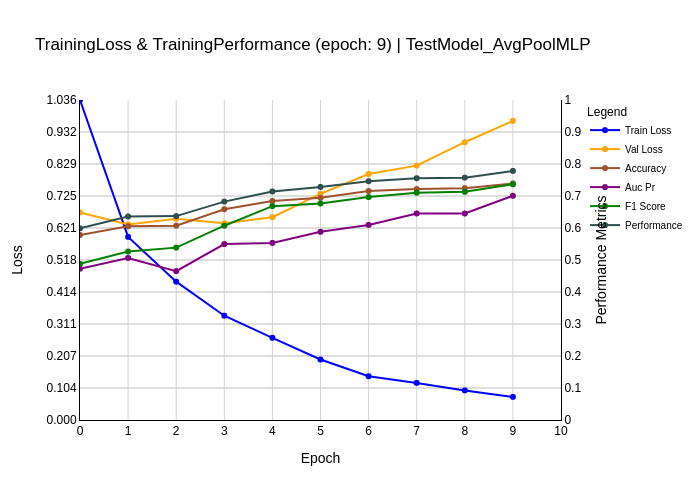 TrainingLoss & TrainingPerformance (epoch: 9) | TestModel_AvgPoolMLP
Loss
1.036
0.932
0.829
0.725
0.621
0.518
0.414
0.311
0.207
0.104
0.000
0 1 2 3 4 5 6 7 8 9 10
Epoch
1
0.9
0.8
0.7
0.6
0.5
0.4
0.3
0.2
0.1
0
Performance Metrics
Legend
Train Loss
Val Loss
Accuracy
Auc Pr
F1 Score
Performance